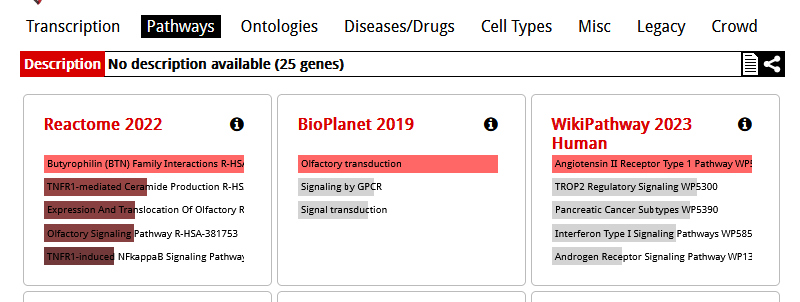 Transcription Pathways Ontologies Diseases/Drugs Cell Types Misc Legacy Crowd
Description No description available (25 genes)
Reactome 2022
Butyrophilin (BTN) Family Interactions R-HS
TNFR1-mediated Ceramide Production R-HS
Expression And Translocation Of Olfactory R
Olfactory Signaling Pathway R-HSA-381753
TNFR1-induced NFkappaB Signaling Pathway
BioPlanet 2019
Olfactory transduction
Signaling by GPCR
Signal transduction
WikiPathway 2023
Human
Angiotensin II Receptor Type 1 Pathway WP5
TROP2 Regulatory Signaling WP5300
Pancreatic Cancer Subtypes WP5390
Interferon Type I Signaling Pathways WP585
Androgen Receptor Signaling Pathway WP13